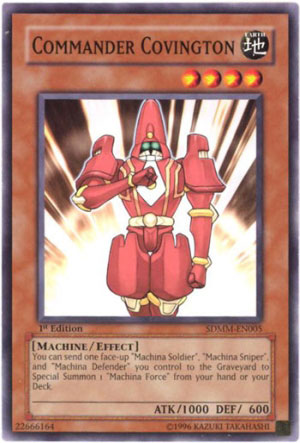 COMMANDER COVINGTON
EARTH
地
1st Edition
SDMM-EN005
[MACHINE/EFFECT]
You can send one face-up "Machina Soldier", "Machina Sniper",
and "Machina Defender" you control to the Graveyard to
Special Summon 1 "Machina Force" from your hand or your
Deck.
ATK/1000 DEF/ 600
22666164
©1996 KAZUKI TAKAHASHI